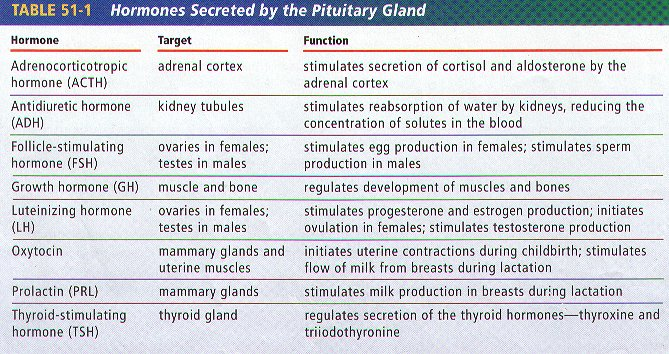 TABLE 51-1 Hormones Secreted by the Pituitary Gland
Hormone Target Function
Adrenocorticotropic adrenal cortex stimulates secretion of cortisol and aldosterone by the
hormone (ACTH) adrenal cortex
Antidiuretic hormone kidney tubules stimulates reabsorption of water by kidneys, reducing the
(ADH) concentration of solutes in the blood
Follicle-stimulating ovaries in females; stimulates egg production in females; stimulates sperm
hormone (FSH) testes in males production in males
Growth hormone (GH) muscle and bone regulates development of muscles and bones
Luteinizing hormone ovaries in females; stimulates progesterone and estrogen production; initiates
(LH) testes in males ovulation in females; stimulates testosterone production
Oxytocin mammary glands and initiates uterine contractions during childbirth; stimulates
uterine muscles flow of milk from breasts during lactation
Prolactin (PRL) mammary glands stimulates milk production in breasts during lactation
Thyroid-stimulating thyroid gland regulates secretion of the thyroid hormones—thyroxine and
hormone (TSH) triiodothyronine